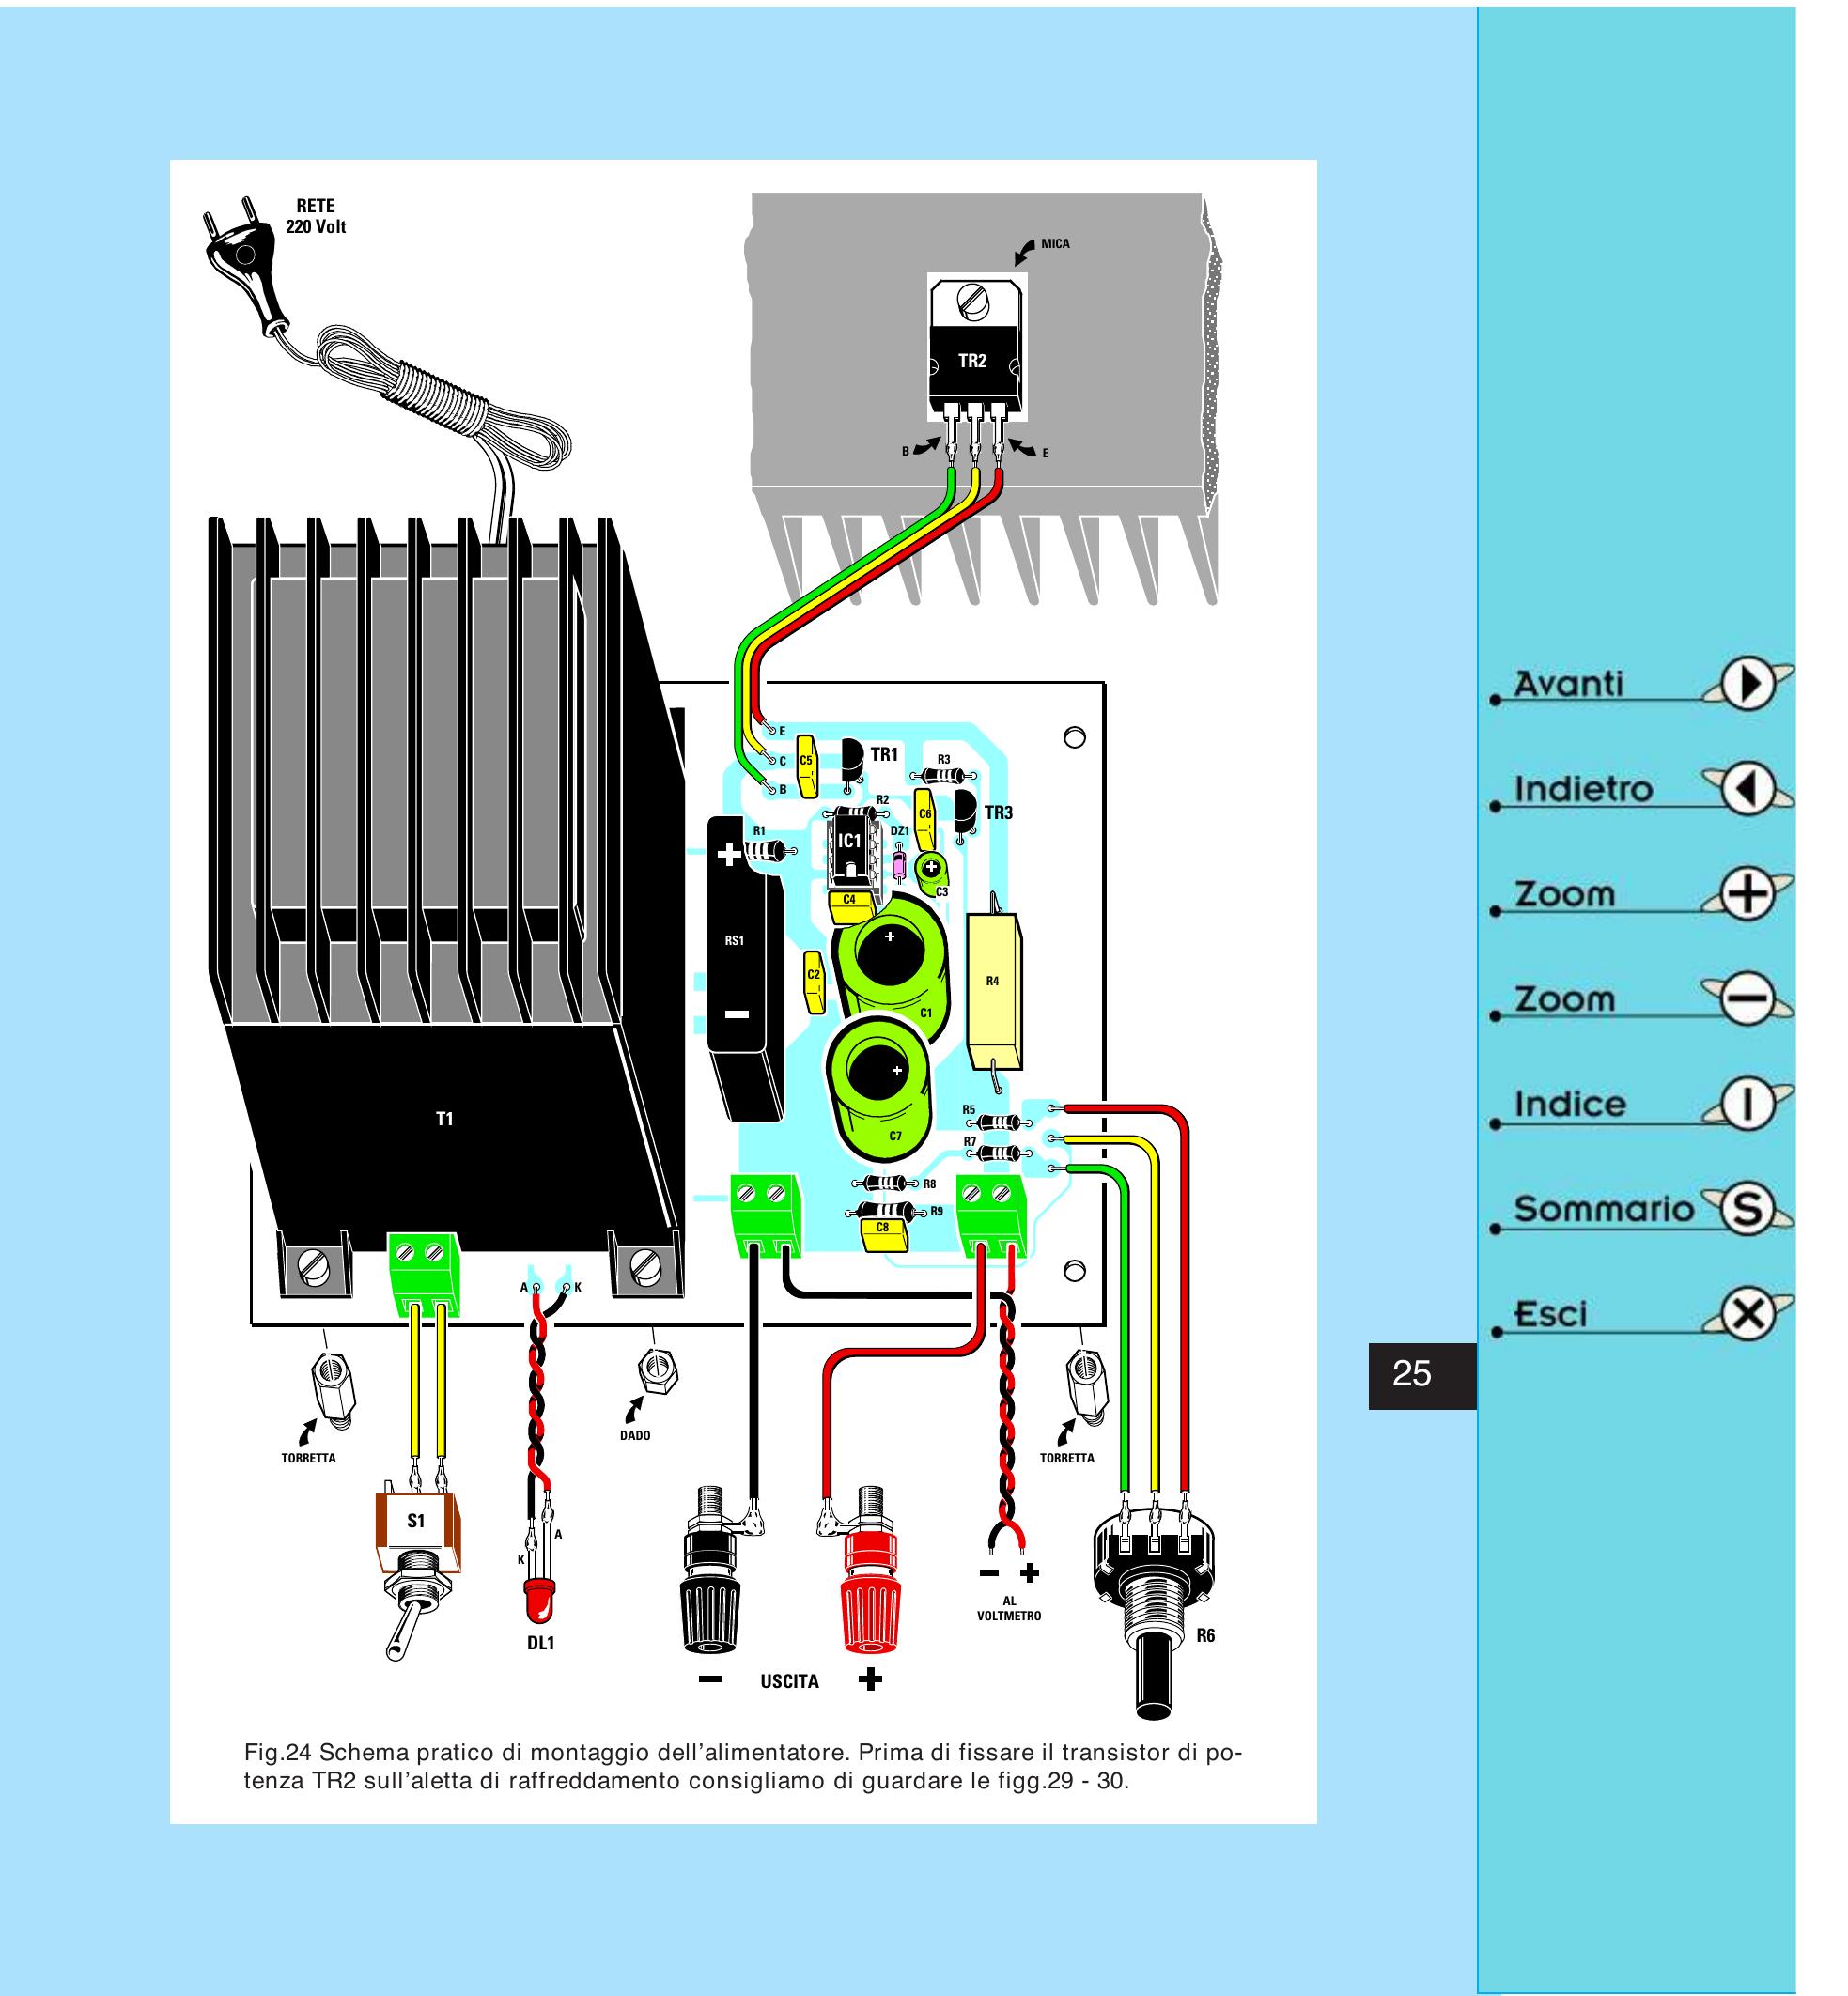 RETE
220 Volt
MICA
TR2
B
E
E
C
B
C5
TR1
R3
R2
C6
TR3
R1
+
IC1
DZ1
+
C3
C4
RS1
+
C2
R4
−
C1
+
C7
T1
R5
R7
R8
R9
C8
A
K
TORRETTA
DADO
TORRETTA
S1
A
K
DL1
− +
AL
VOLTMETRO
R6
− USCITA +
Fig.24 Schema pratico di montaggio dell'alimentatore. Prima di fissare il transistor di po-
tenza TR2 sull'aletta di raffreddamento consigliamo di guardare le figg.29 - 30.
25
Avanti
Indietro
Zoom +
Zoom −
Indice I
Sommario S
Esci X